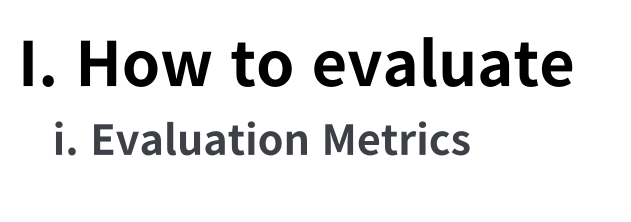 I. How to evaluate
i. Evaluation Metrics